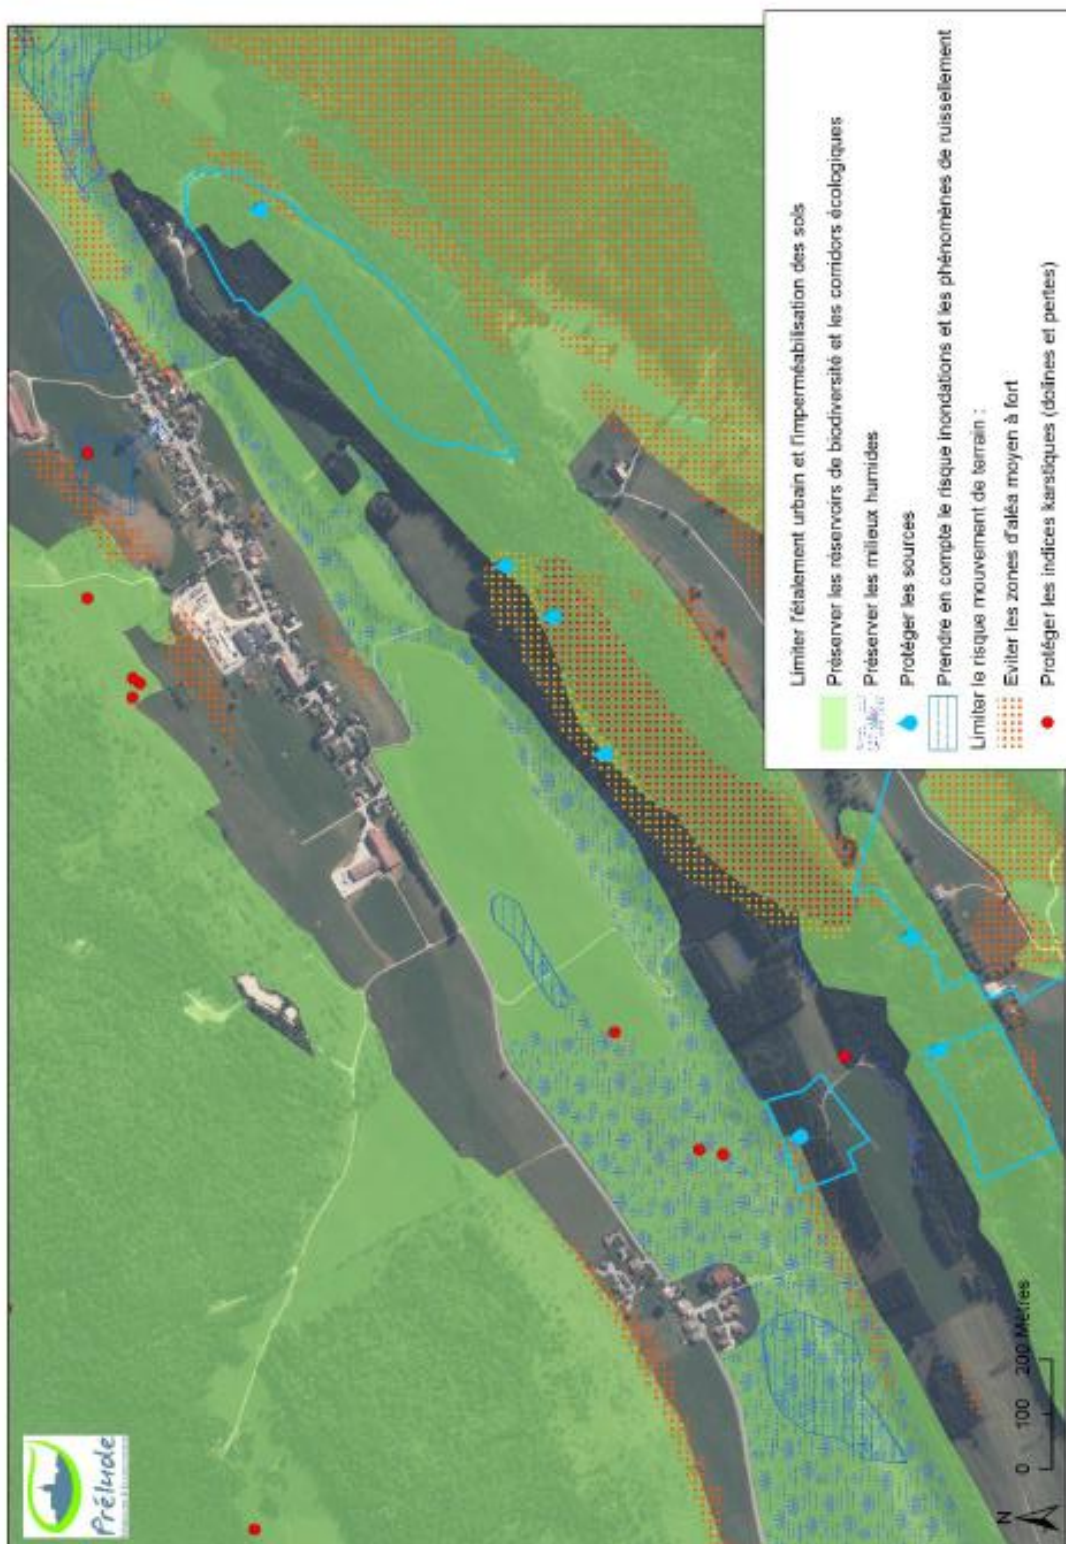 Prélude
Limiter l'étalement urbain et l'imperméabilisation des sols
Préserver les réservoirs de biodiversité et les corridors écologiques
Préserver les milieux humides
Protéger les sources
Prendre en compte le risque inondations et les phénomènes de ruissellement
Limiter le risque mouvement de terrain :
Eviter les zones d'aléa moyen à fort
Protéger les indices karstiques (dolines et pertes)
N
0 100 200 Mètres